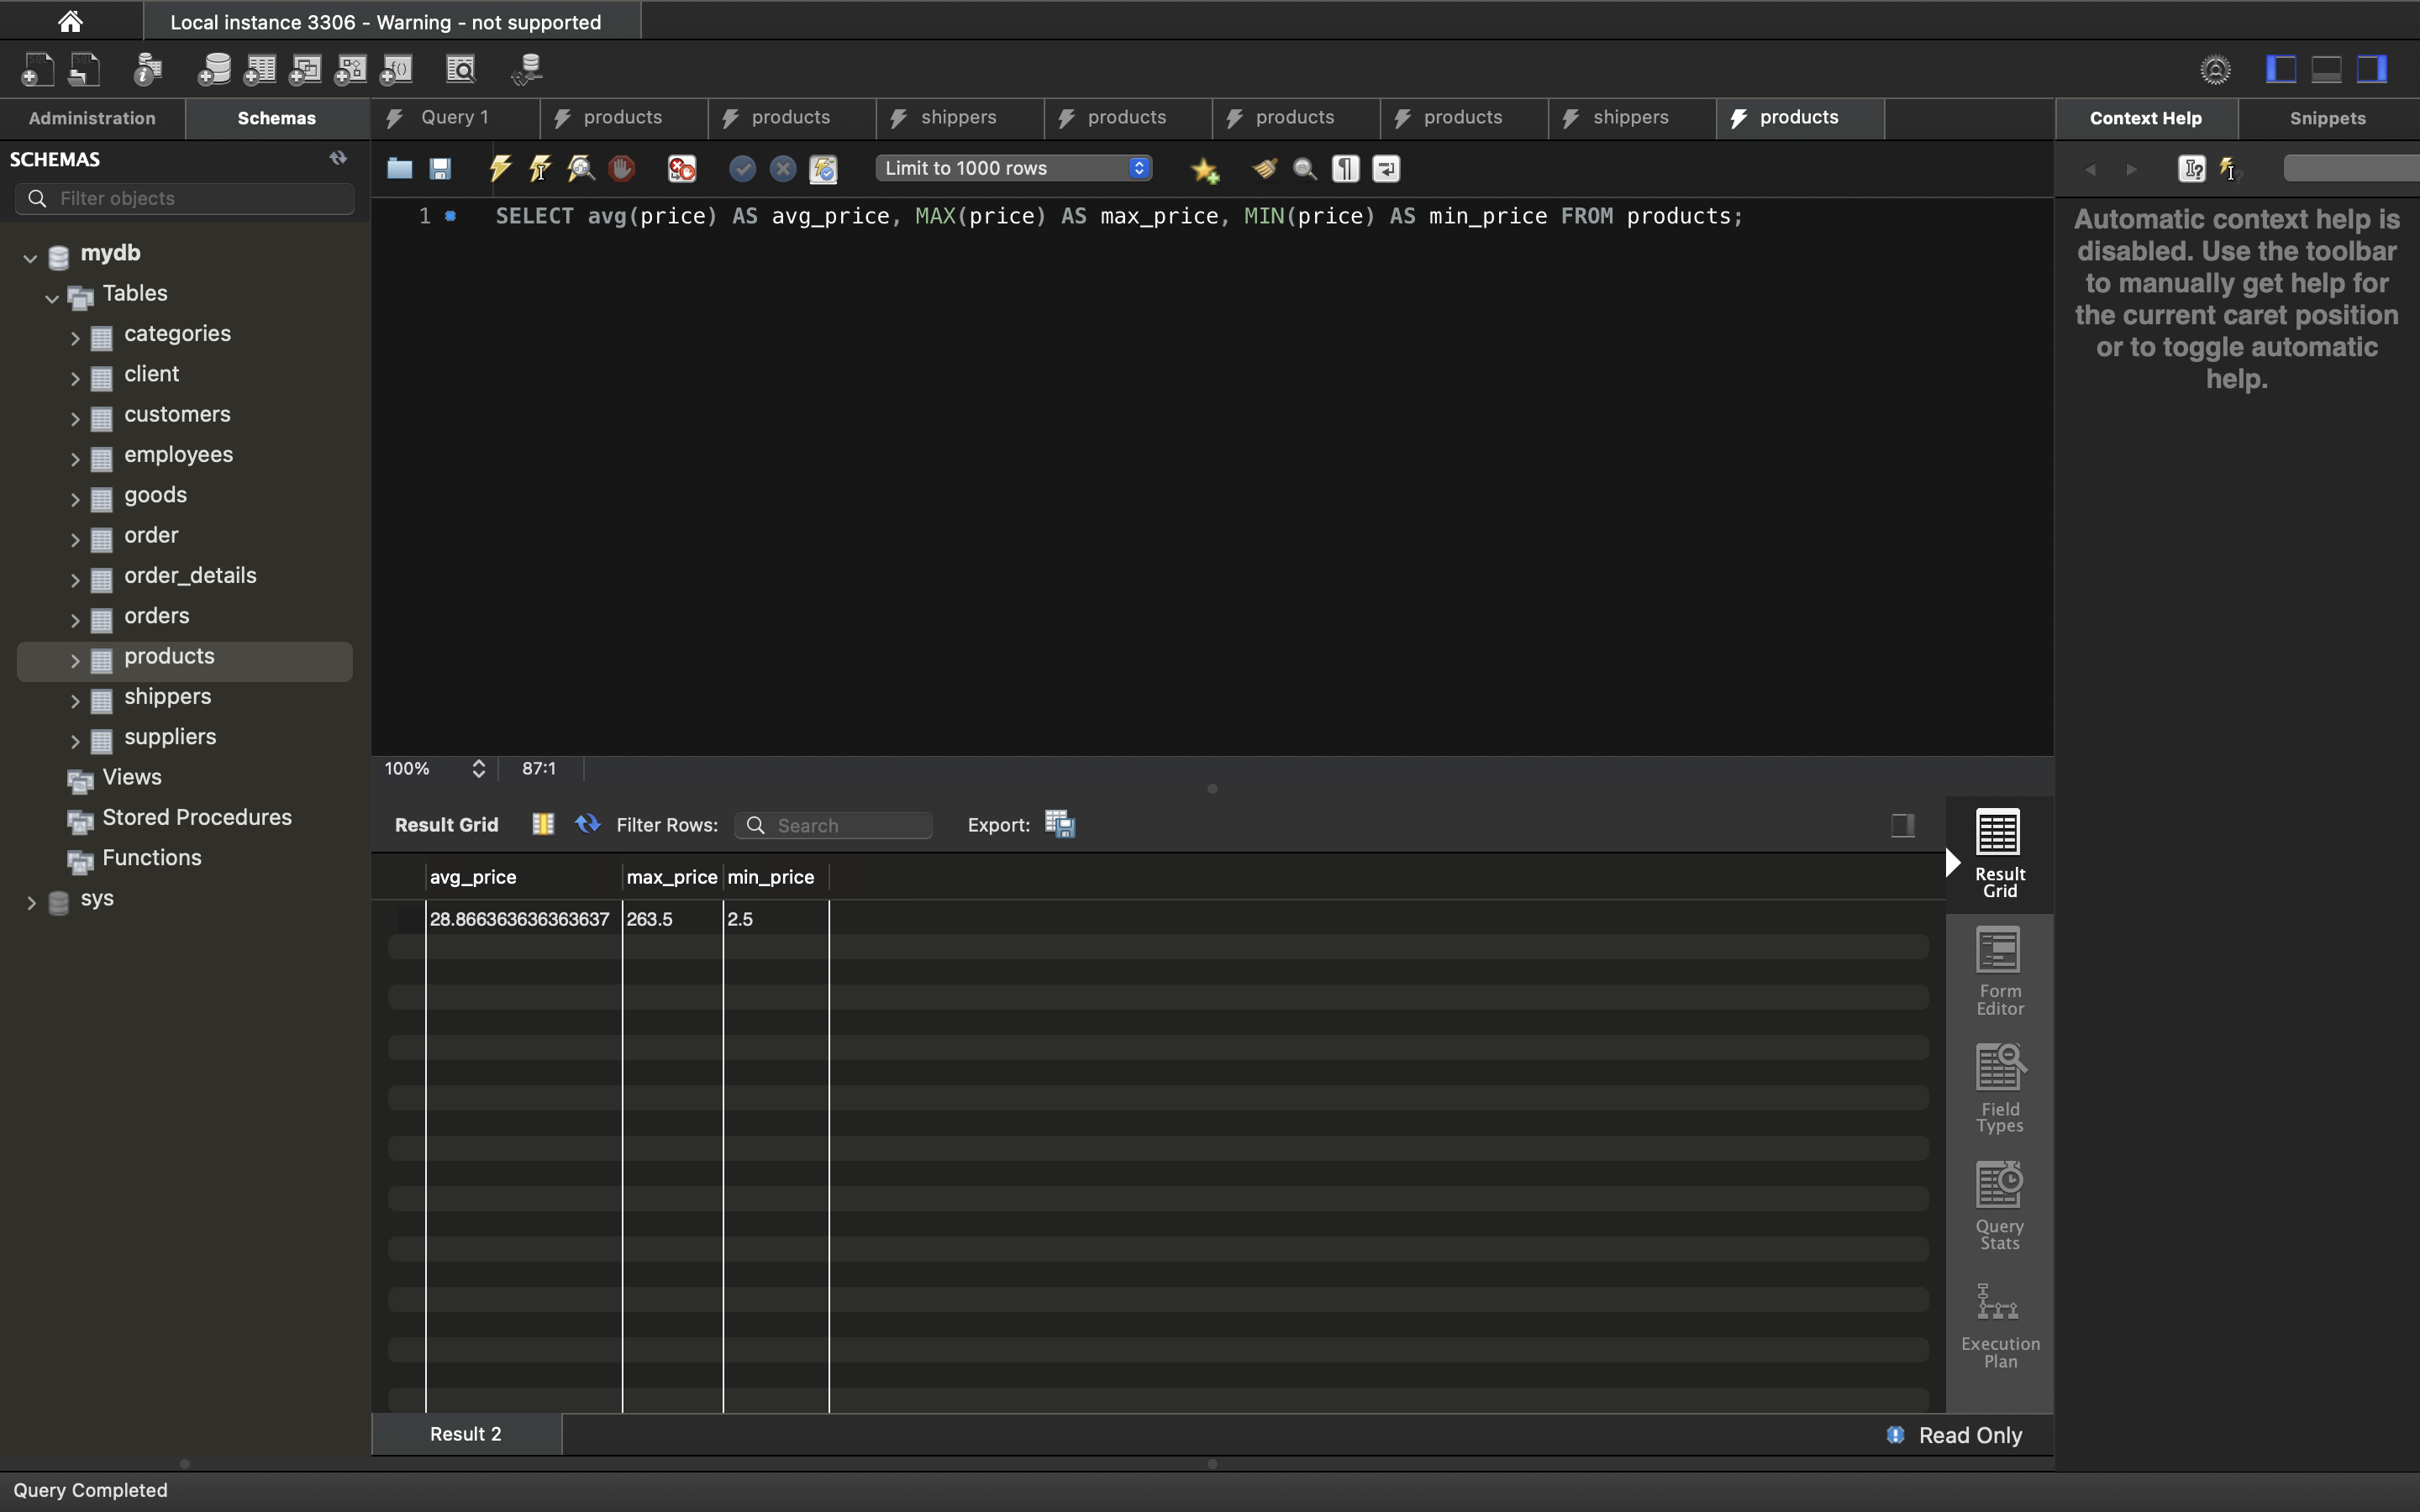 Local instance 3306 - Warning - not supported
Administration
Schemas
Query 1
products
products
shippers
products
products
products
shippers
products
Context Help
Snippets
SCHEMAS
Filter objects
Limit to 1000 rows
1 SELECT avg(price) AS avg_price, MAX(price) AS max_price, MIN(price) AS min_price FROM products;
mydb
Tables
categories
client
customers
employees
goods
order
order_details
orders
products
shippers
suppliers
Views
Stored Procedures
Functions
sys
Automatic context help is
disabled. Use the toolbar
to manually get help for
the current caret position
or to toggle automatic
help.
100%
87:1
Result Grid
Filter Rows:
Search
Export:
avg_price max_price min_price
28.866363636363637 263.5 2.5
Result
Grid
Form
Editor
Field
Types
Query
Stats
Execution
Plan
Result 2
Read Only
Query Completed